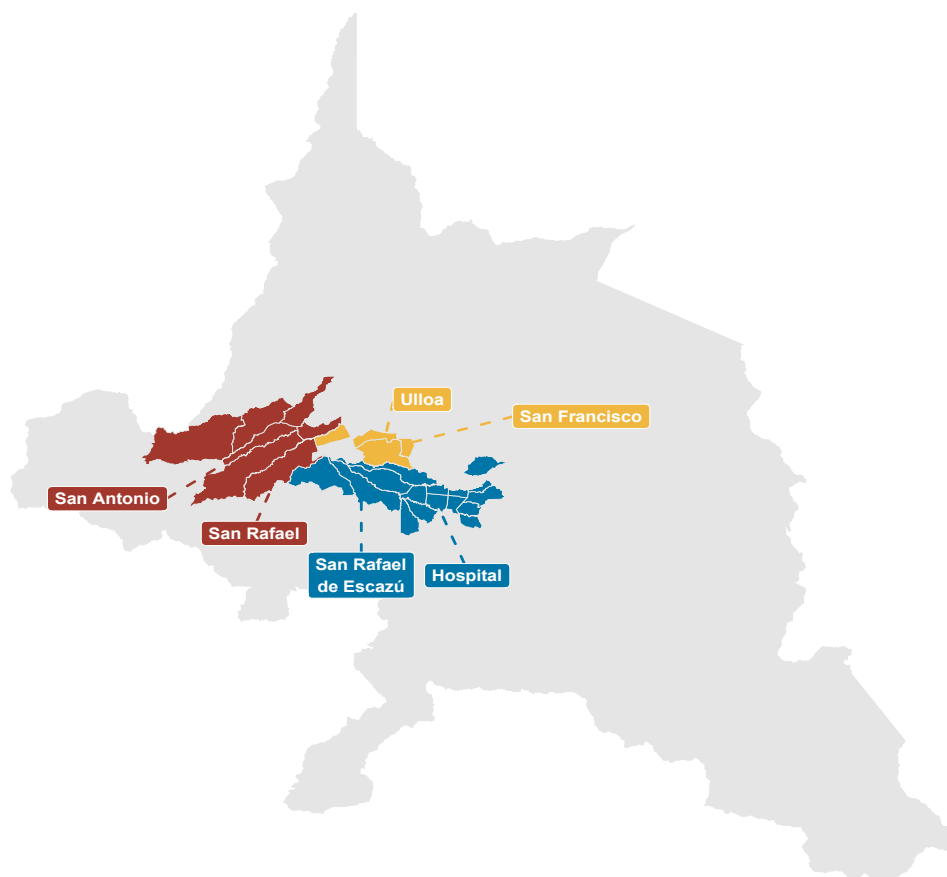 Ulloa
San Francisco
San Antonio
San Rafael
San Rafael
de Escazú
Hospital